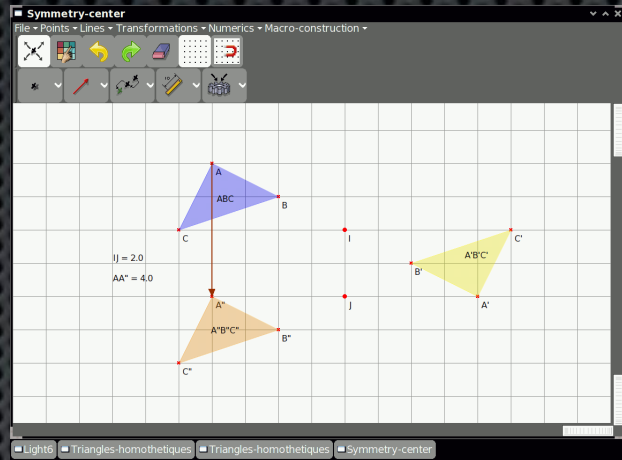 Symmetry-center
File Points Lines Transformations Numerics Macro-construction
A
ABC
B
C
I
C'
A'B'C'
IJ = 2.0
B'
AA" = 4.0
A"
J
A'
A"B"C"
B"
C"
Light6 Triangles-homothetiques Triangles-homothetiques Symmetry-center